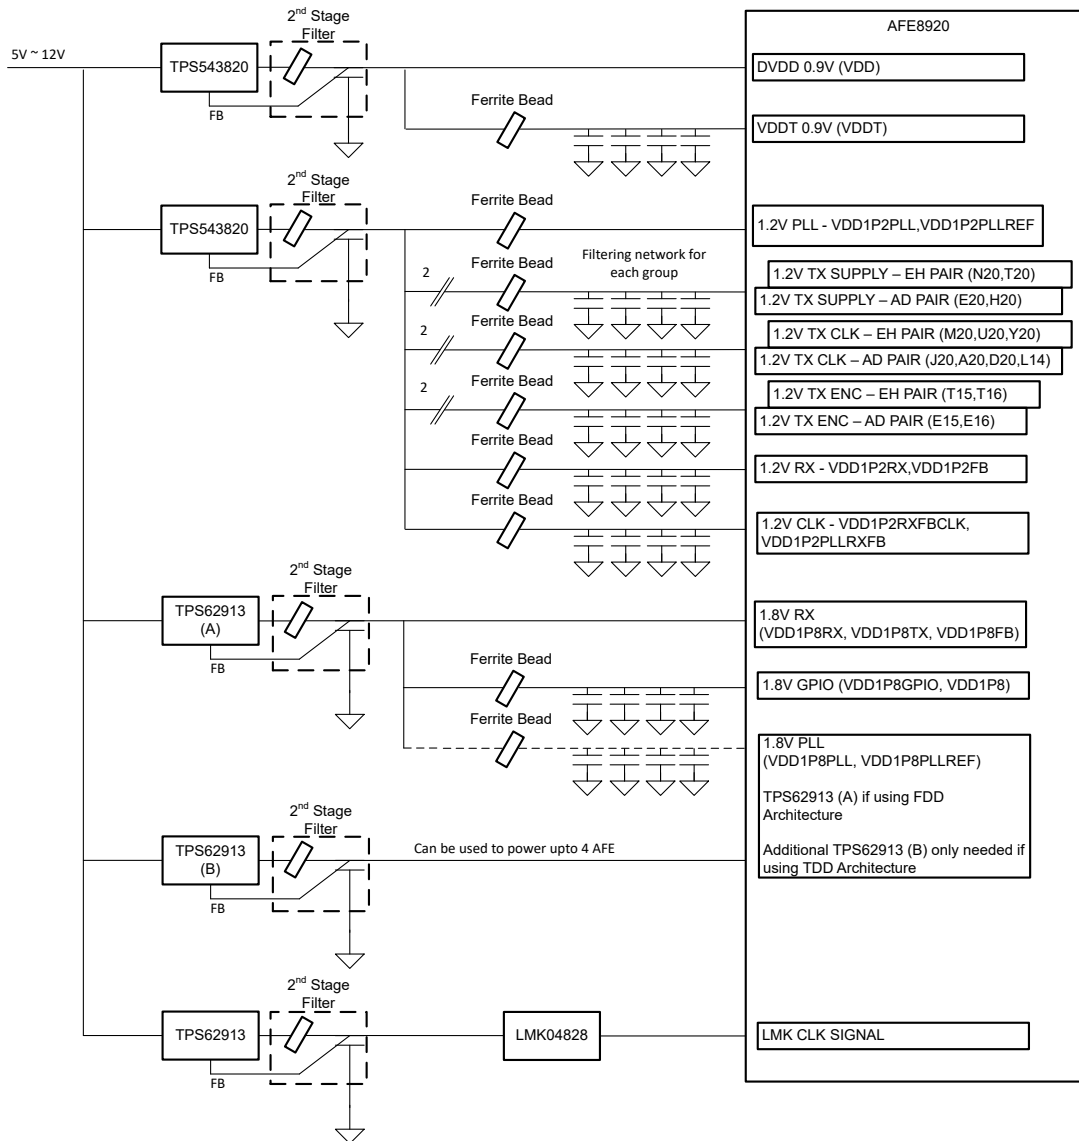 2nd Stage
Filter
AFE8920
5V ~ 12V
TPS543820
FB
DVDD 0.9V (VDD)
Ferrite Bead
VDDT 0.9V (VDDT)
2nd Stage
Filter
TPS543820
FB
Ferrite Bead
1.2V PLL - VDD1P2PLL,VDD1P2PLLREF
Filtering network for
each group
2
Ferrite Bead
1.2V TX SUPPLY – EH PAIR (N20,T20)
1.2V TX SUPPLY – AD PAIR (E20,H20)
2
Ferrite Bead
1.2V TX CLK – EH PAIR (M20,U20,Y20)
1.2V TX CLK – AD PAIR (J20,A20,D20,L14)
2
Ferrite Bead
1.2V TX ENC – EH PAIR (T15,T16)
1.2V TX ENC – AD PAIR (E15,E16)
Ferrite Bead
1.2V RX - VDD1P2RX,VDD1P2FB
Ferrite Bead
1.2V CLK - VDD1P2RXFBCLK,
VDD1P2PLLRXFB
2nd Stage
Filter
TPS62913
(A)
FB
1.8V RX
(VDD1P8RX, VDD1P8TX, VDD1P8FB)
Ferrite Bead
1.8V GPIO (VDD1P8GPIO, VDD1P8)
Ferrite Bead
1.8V PLL
(VDD1P8PLL, VDD1P8PLLREF)
TPS62913 (A) if using FDD
Architecture
Additional TPS62913 (B) only needed if
using TDD Architecture
2nd Stage
Filter
TPS62913
(B)
FB
Can be used to power upto 4 AFE
2nd Stage
Filter
TPS62913
FB
LMK04828
LMK CLK SIGNAL